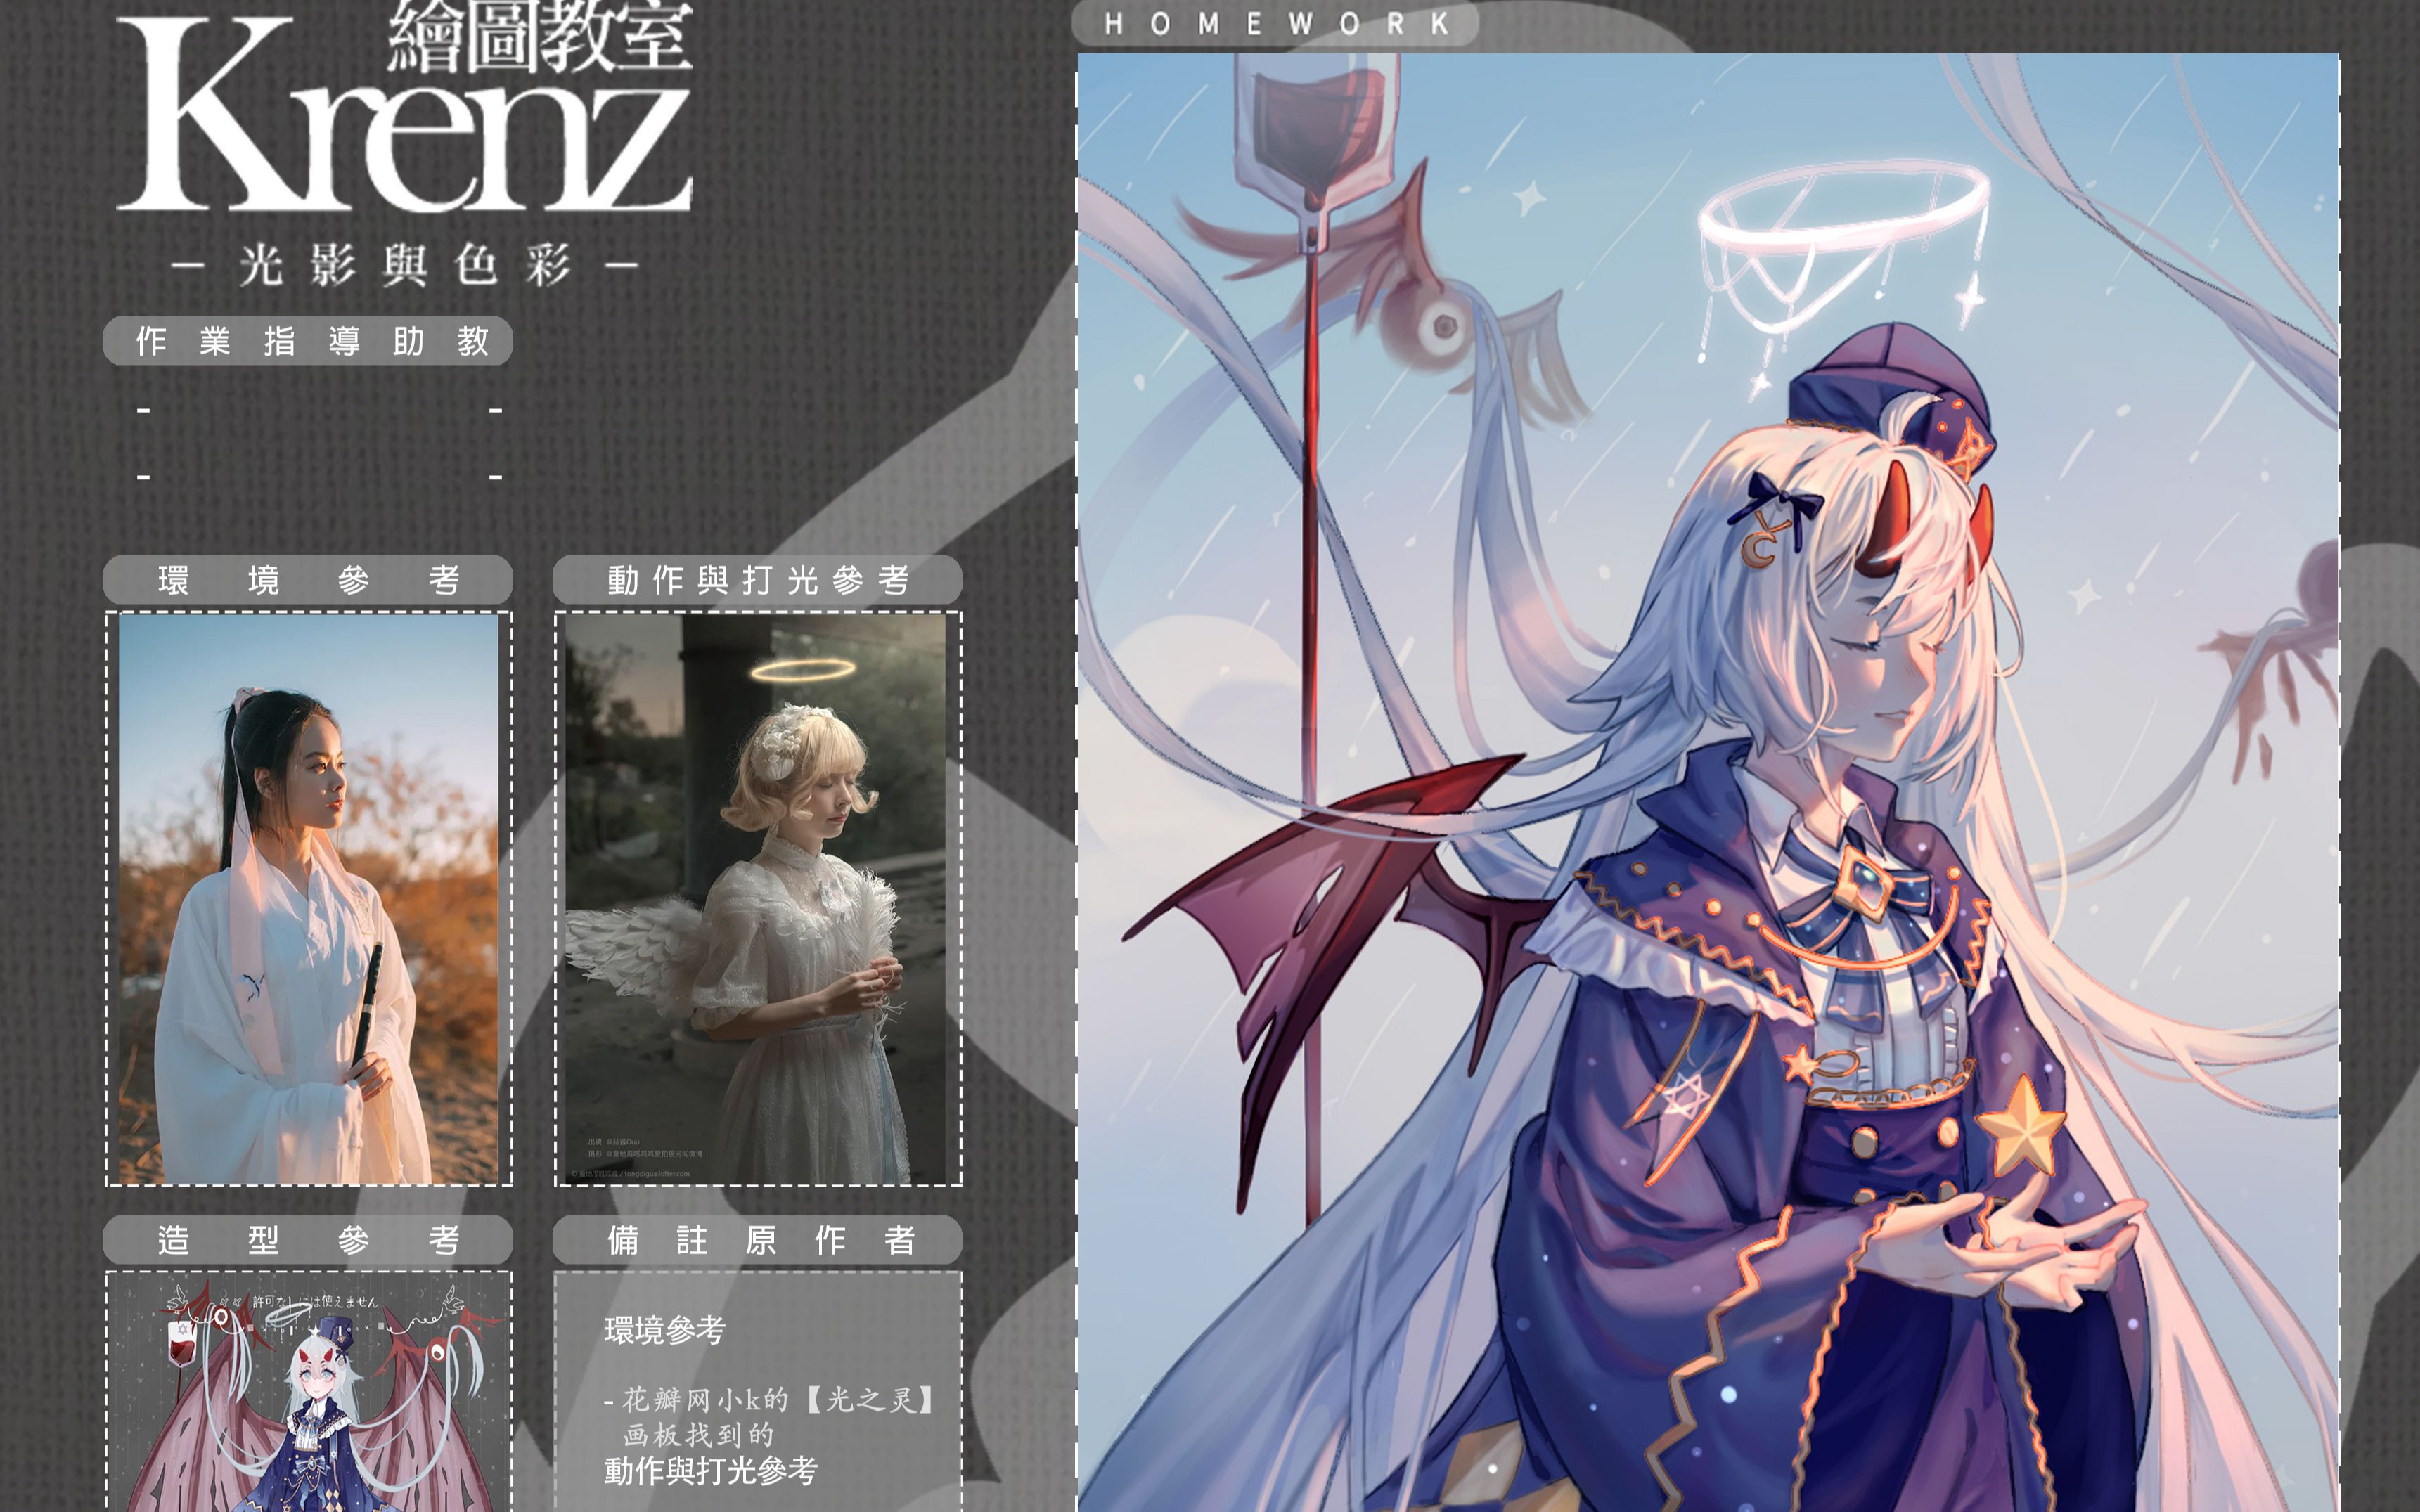 繪圖教室
Krenz
– 光影與色彩 –
作業指導助教
-  -
-  -
環境參考
動作與打光參考
造型參考
備註原作者
許可なしには使えません
環境參考
- 花瓣网小k的【光之灵】
画板找到的
動作與打光參考
HOMEWORK